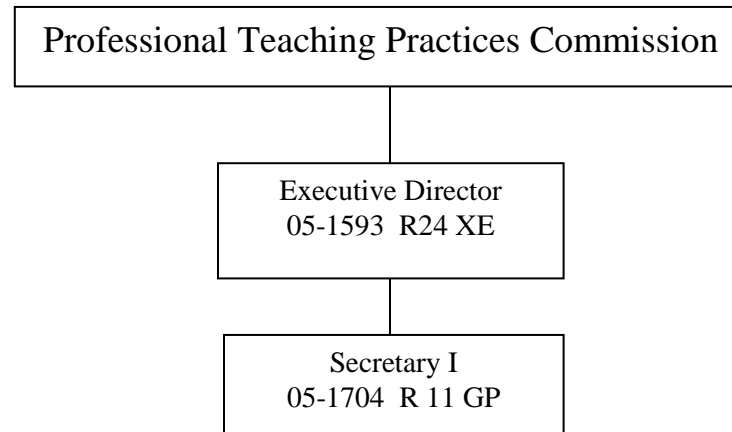 Professional Teaching Practices Commission
Executive Director
05-1593  R24 XE
Secretary I
05-1704  R 11 GP